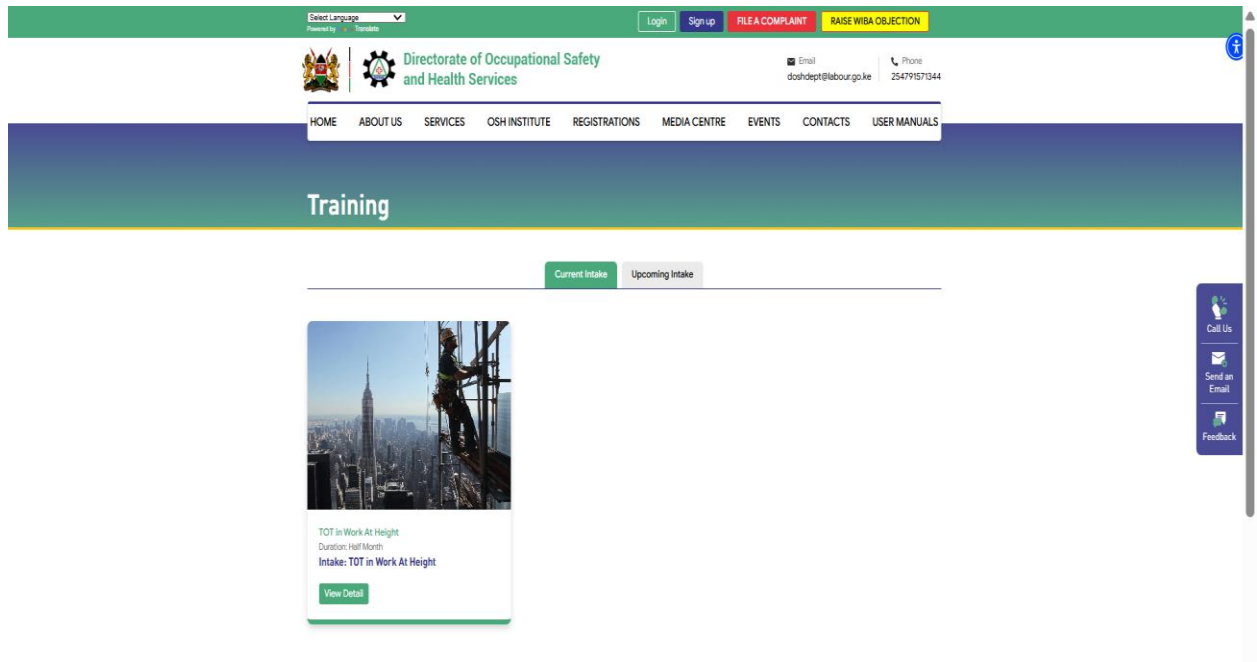 Select Language
Powered by Translate
Login
Sign up
FILE A COMPLAINT
RAISE WIBA OBJECTION
Directorate of Occupational Safety
and Health Services
Email
doshdept@labour.go.ke
Phone
254791571344
HOME
ABOUT US
SERVICES
OSH INSTITUTE
REGISTRATIONS
MEDIA CENTRE
EVENTS
CONTACTS
USER MANUALS
Training
Current Intake
Upcoming Intake
Call Us
Send an
Email
Feedback
TOT in Work At Height
Duration: Half Month
Intake: TOT in Work At Height
View Detail